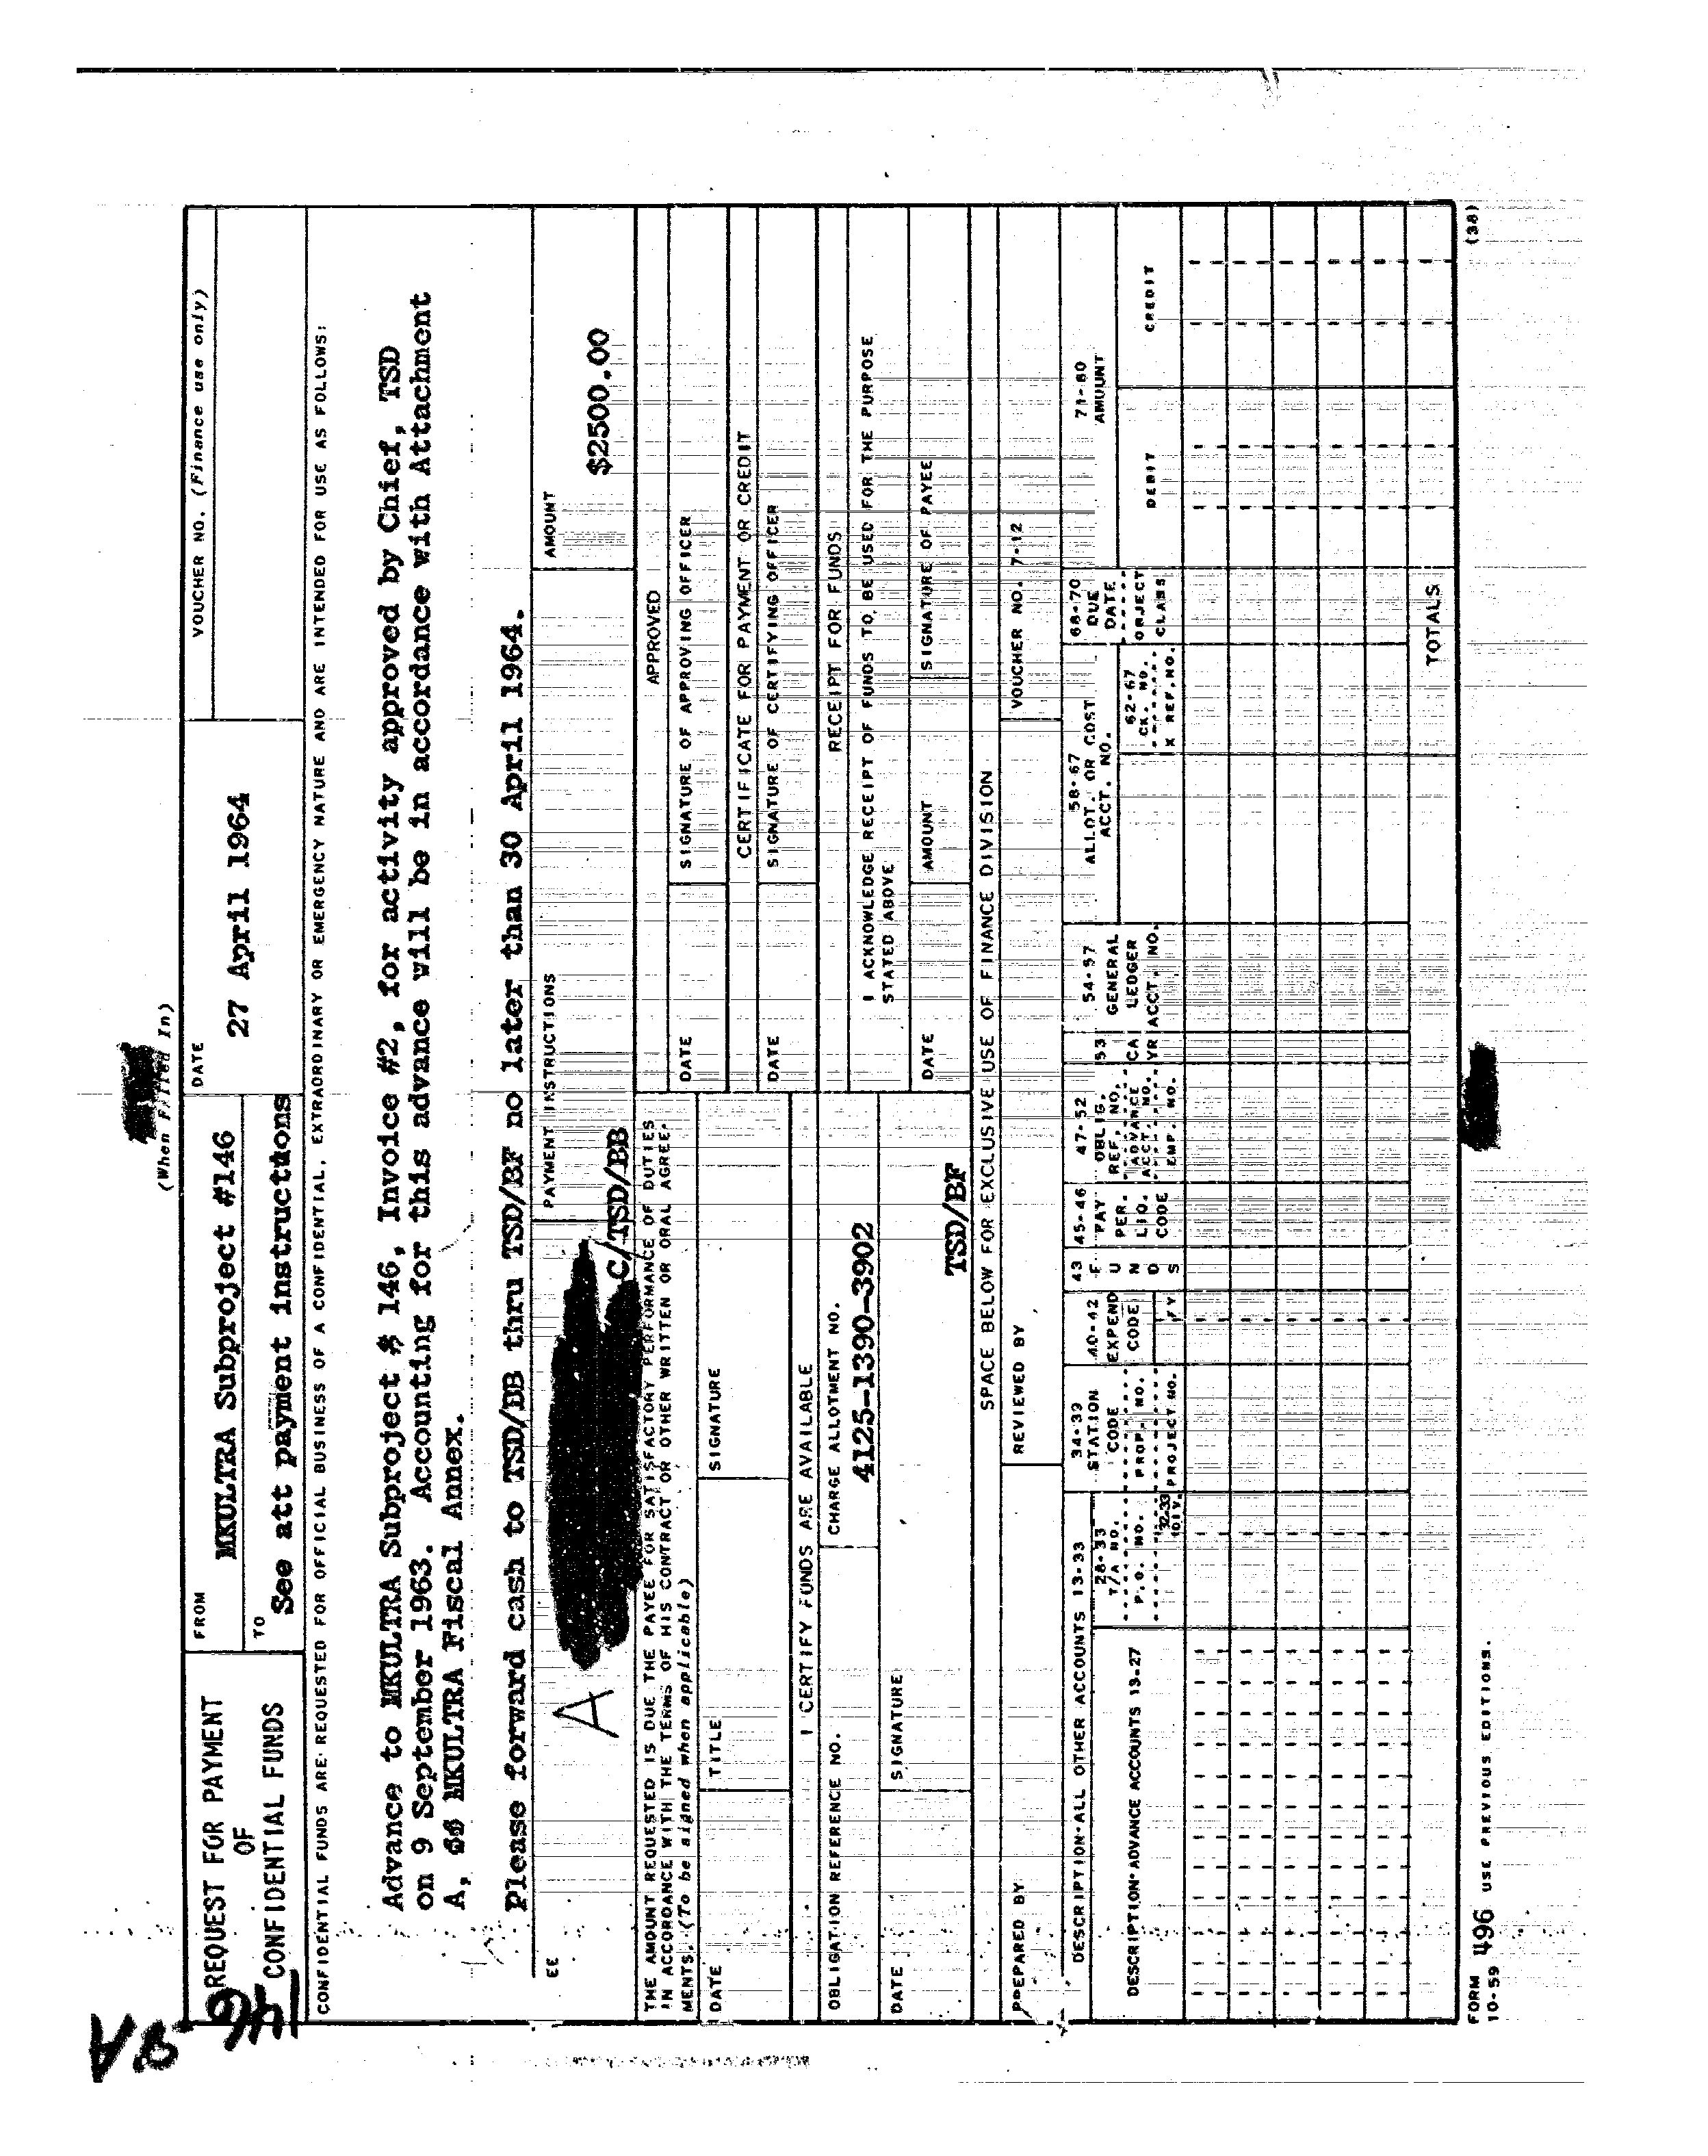 (When Filled In)
REQUEST FOR PAYMENT
OF
CONFIDENTIAL FUNDS
FROM
MKULTRA Subproject #146
DATE
27 April 1964
VOUCHER NO. (Finance use only)
TO
See att payment instructions
CONFIDENTIAL FUNDS ARE REQUESTED FOR OFFICIAL BUSINESS OF A CONFIDENTIAL, EXTRAORDINARY OR EMERGENCY NATURE AND ARE INTENDED FOR USE AS FOLLOWS:
Advance to MKULTRA Subproject # 146, Invoice #2, for activity approved by Chief, TSD
on 9 September 1963. Accounting for this advance will be in accordance with Attachment
A, MKULTRA Fiscal Annex.
Please forward cash to TSD/BB thru TSD/BF no later than 30 April 1964.
EE
A
C/TSD/BB
PAYMENT INSTRUCTIONS
AMOUNT
$2500.00
THE AMOUNT REQUESTED IS DUE THE PAYEE FOR SATISFACTORY PERFORMANCE OF DUTIES
IN ACCORDANCE WITH THE TERMS OF HIS CONTRACT OR OTHER WRITTEN OR ORAL AGREE-
MENTS. (To be signed when applicable)
DATE
TITLE
SIGNATURE
I CERTIFY FUNDS ARE AVAILABLE
OBLIGATION REFERENCE NO.
CHARGE ALLOTMENT NO.
4125-1390-3902
DATE
SIGNATURE
TSD/BF
APPROVED
DATE
SIGNATURE OF APPROVING OFFICER
CERTIFICATE FOR PAYMENT OR CREDIT
DATE
SIGNATURE OF CERTIFYING OFFICER
RECEIPT FOR FUNDS
I ACKNOWLEDGE RECEIPT OF FUNDS TO BE USED FOR THE PURPOSE
STATED ABOVE
DATE
AMOUNT
SIGNATURE OF PAYEE
SPACE BELOW FOR EXCLUSIVE USE OF FINANCE DIVISION
PREPARED BY
REVIEWED BY
VOUCHER NO. 7-12
DESCRIPTION-ALL OTHER ACCOUNTS 13-33
DESCRIPTION-ADVANCE ACCOUNTS 13-27
28-33
T/A NO.
P.O. NO.
32-33
34-39
STATION
CODE
PROP. NO.
PROJECT NO.
40-42
EXPEND
CODE
FY
43
F
U
N
D
S
45-46
PAY
PER.
LIQ.
CODE
47-52
OBLIG.
REF. NO.
ADVANCE
ACCT. NO.
EMP. NO.
53
CA
YR
54-57
GENERAL
LEDGER
ACCT. NO.
58-67
ALLOT. OR COST
ACCT. NO.
62-67
CK. NO.
X REF. NO.
68-70
DUE
DATE
OBJECT
CLASS
71-80
AMOUNT
DEBIT
CREDIT
TOTALS
FORM
10-59
496
USE PREVIOUS EDITIONS.
(38)